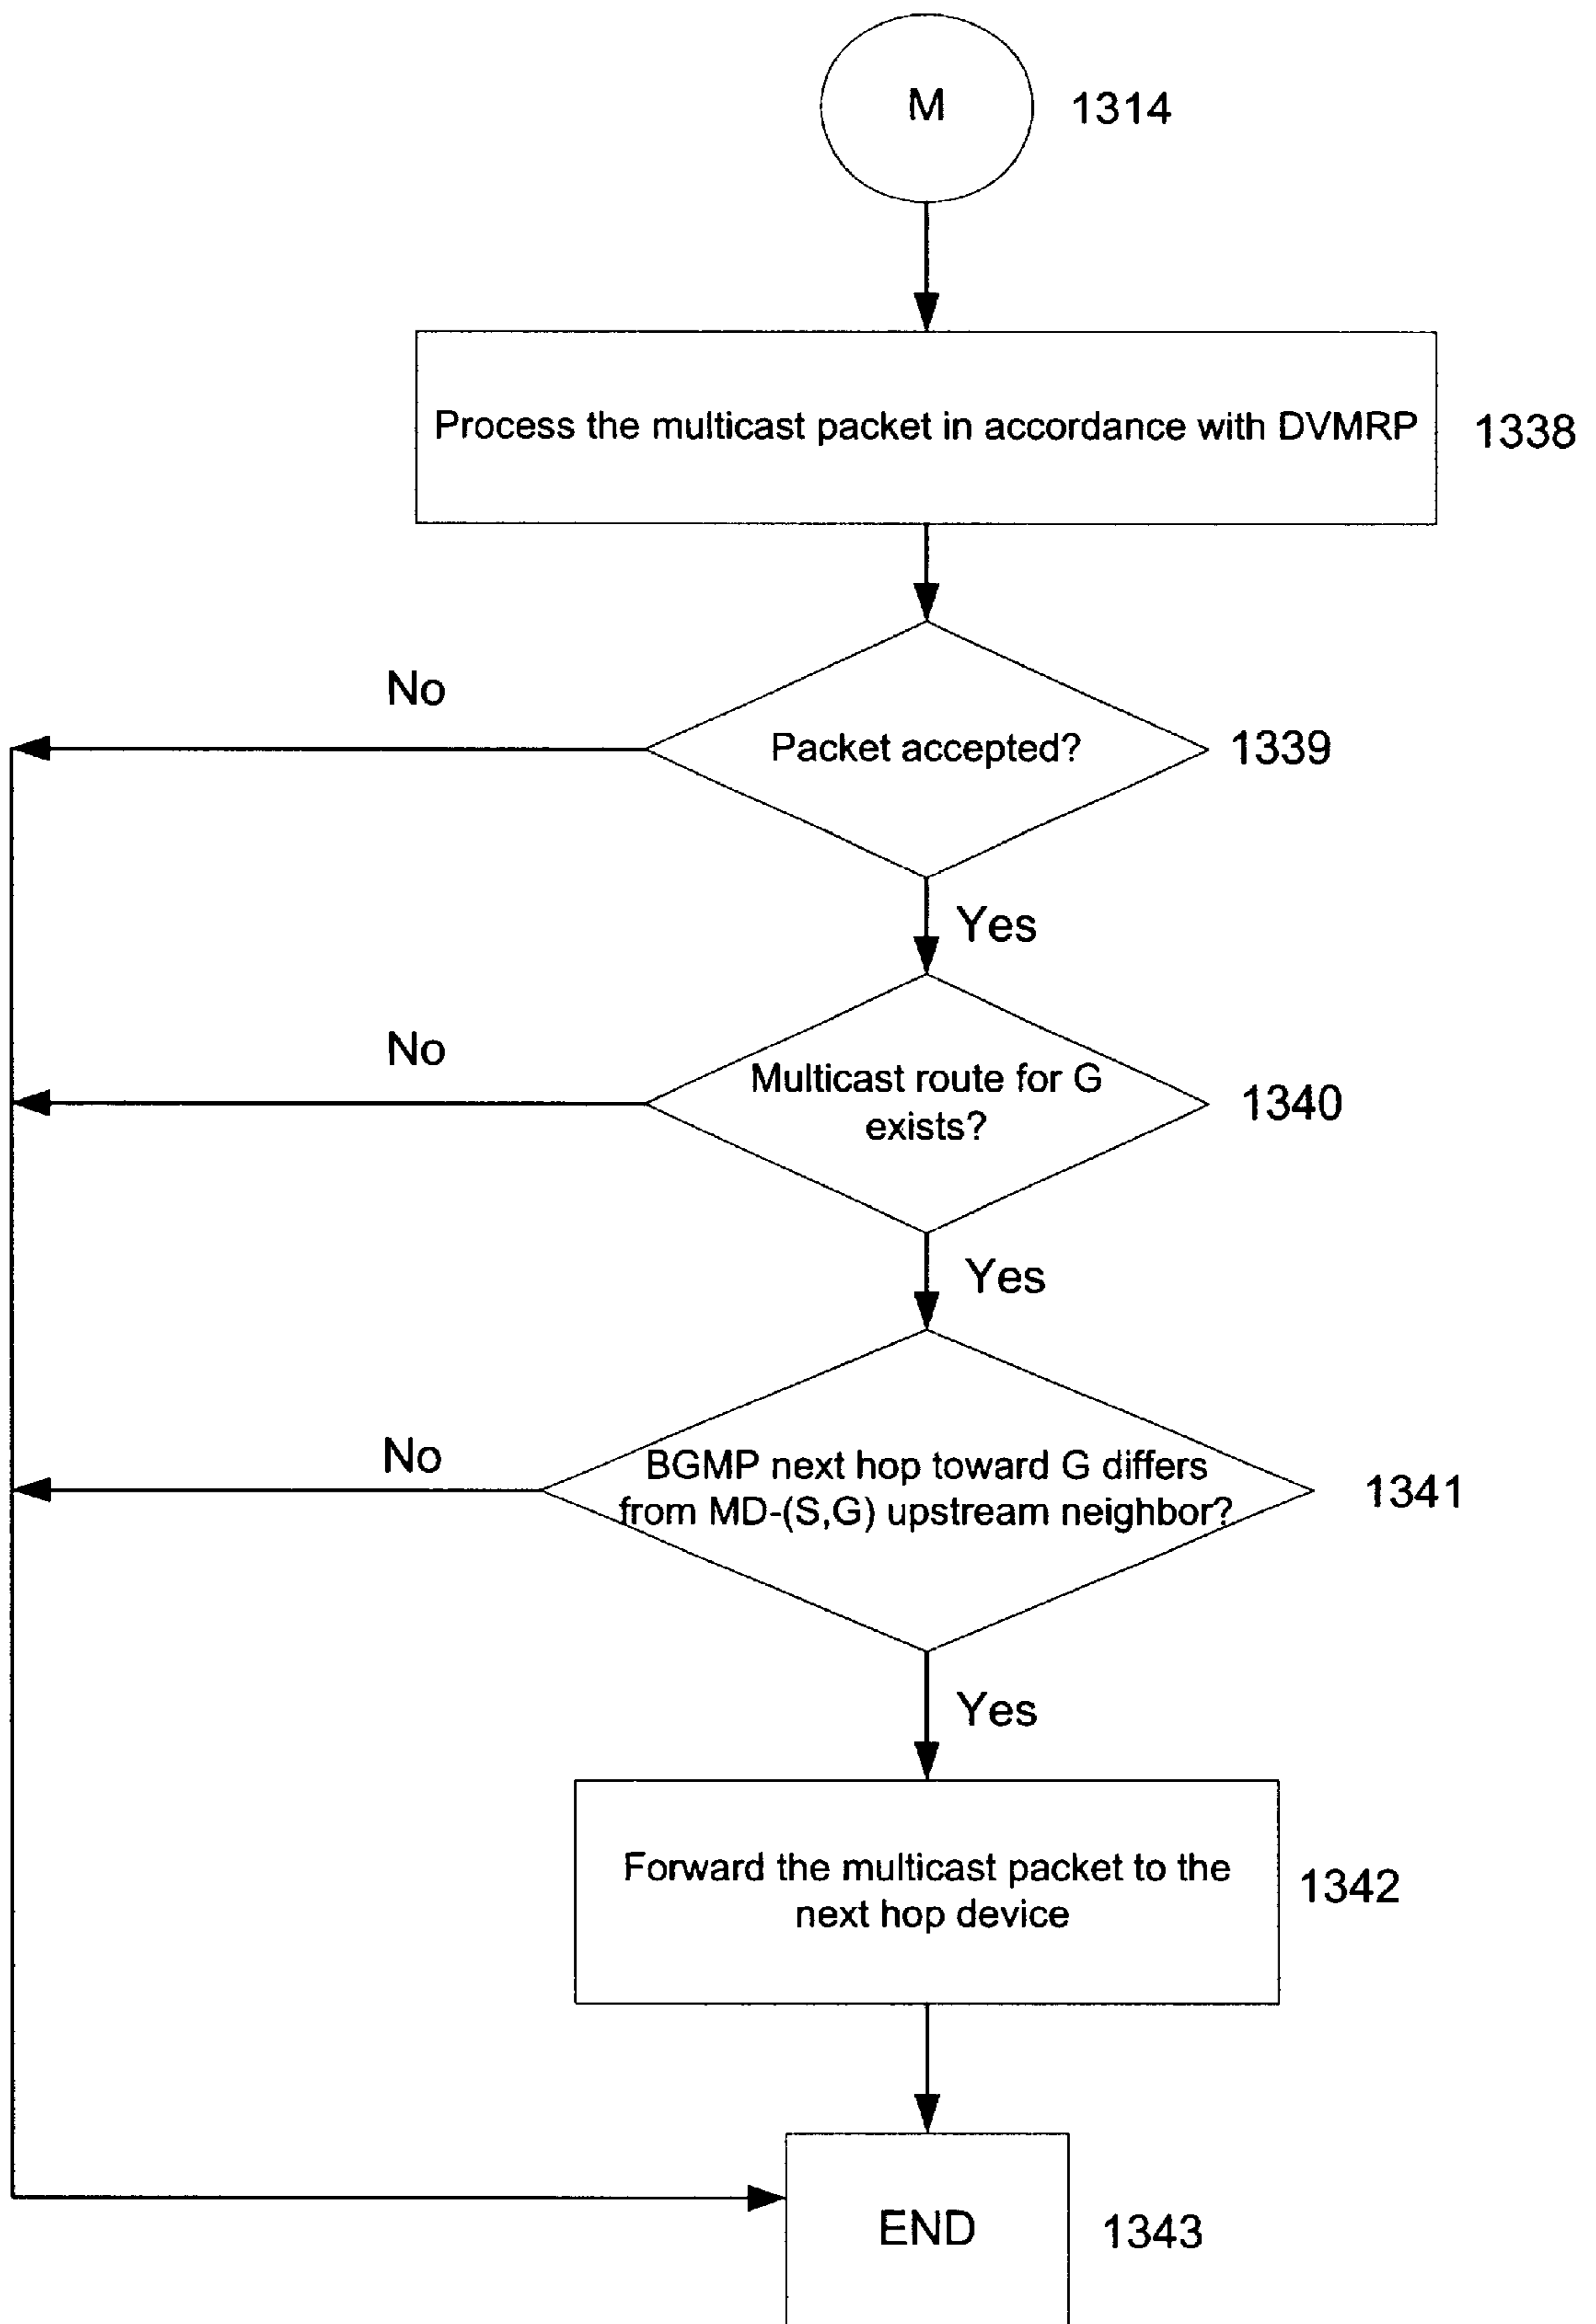 M
1314
Process the multicast packet in accordance with DVMRP
1338
No
Packet accepted?
1339
Yes
No
Multicast route for G
exists?
1340
Yes
No
BGMP next hop toward G differs
from MD-(S,G) upstream neighbor?
1341
Yes
Forward the multicast packet to the
next hop device
1342
END
1343